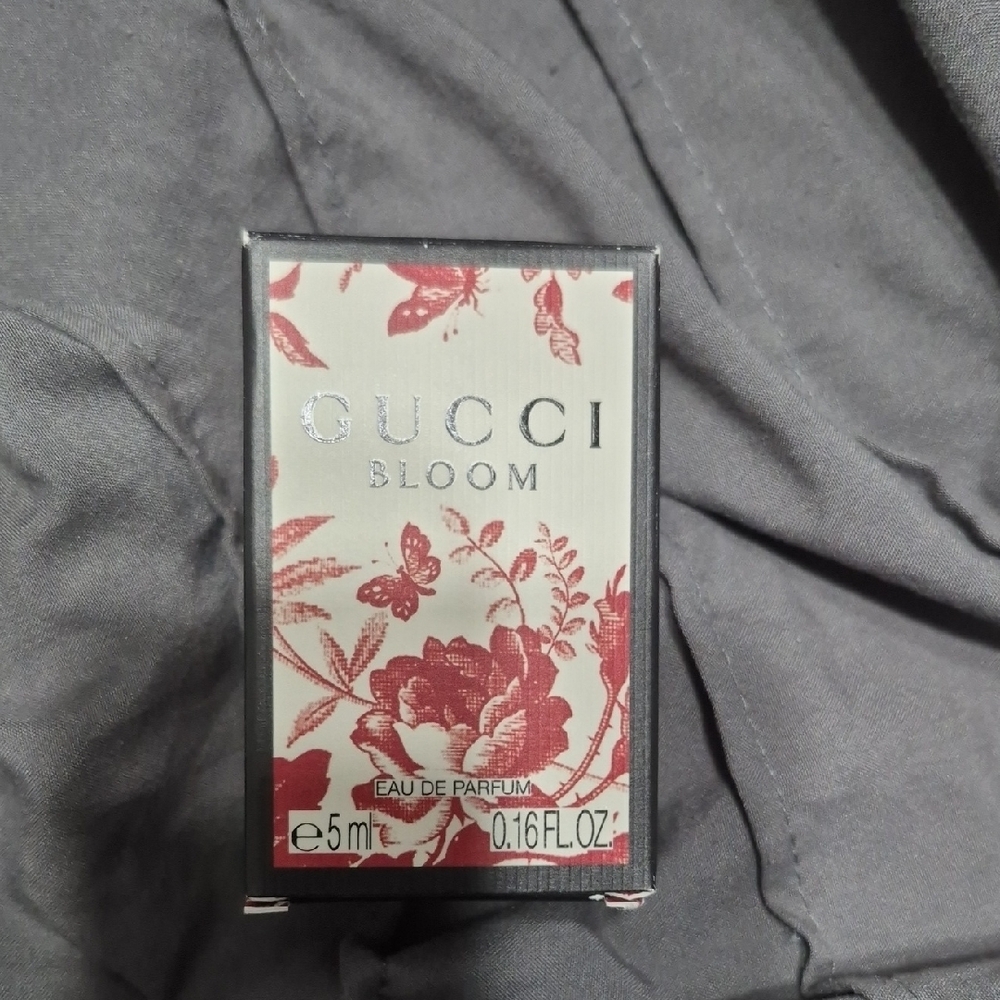 GUCCI
BLOOM
EAU DE PARFUM
℮ 5 ml 0.16 FL. OZ.